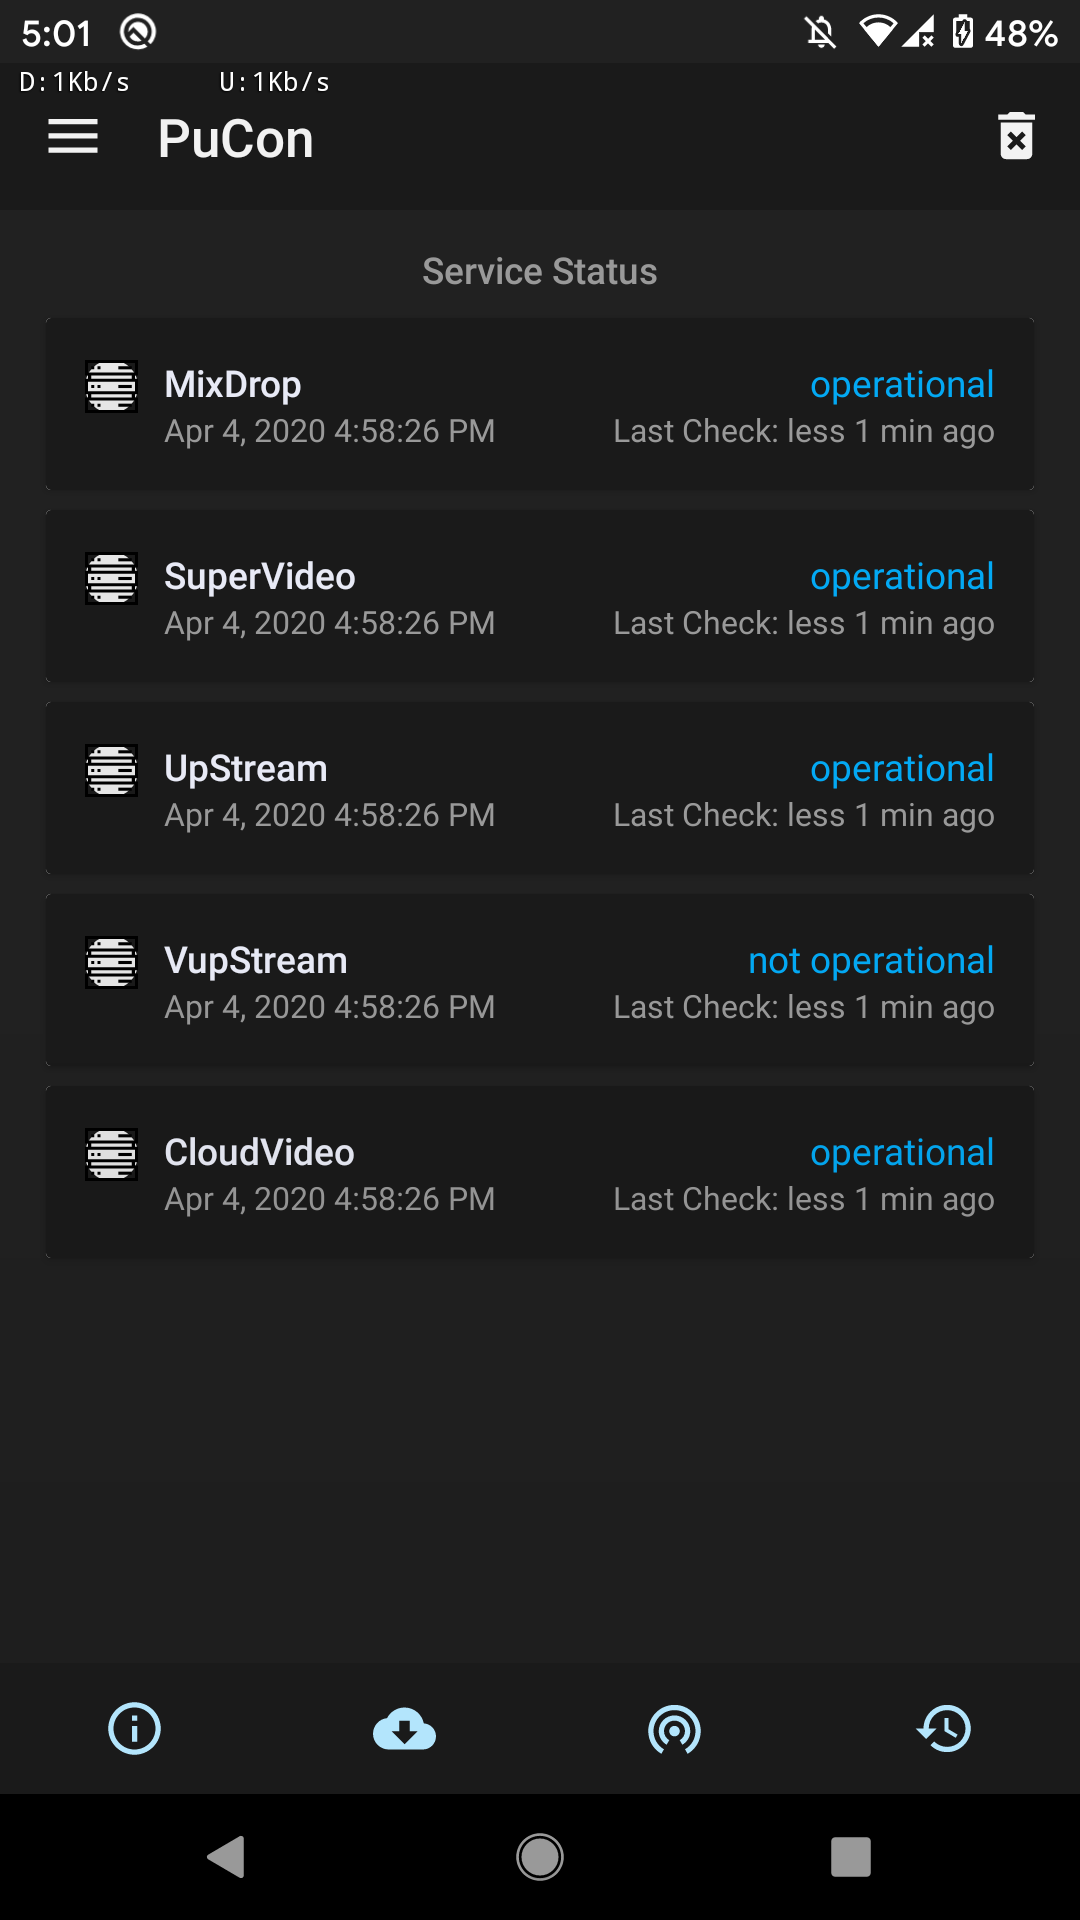 5:01 48%
D:1Kb/s U:1Kb/s
PuCon
Service Status
MixDrop operational
Apr 4, 2020 4:58:26 PM Last Check: less 1 min ago
SuperVideo operational
Apr 4, 2020 4:58:26 PM Last Check: less 1 min ago
UpStream operational
Apr 4, 2020 4:58:26 PM Last Check: less 1 min ago
VupStream not operational
Apr 4, 2020 4:58:26 PM Last Check: less 1 min ago
CloudVideo operational
Apr 4, 2020 4:58:26 PM Last Check: less 1 min ago